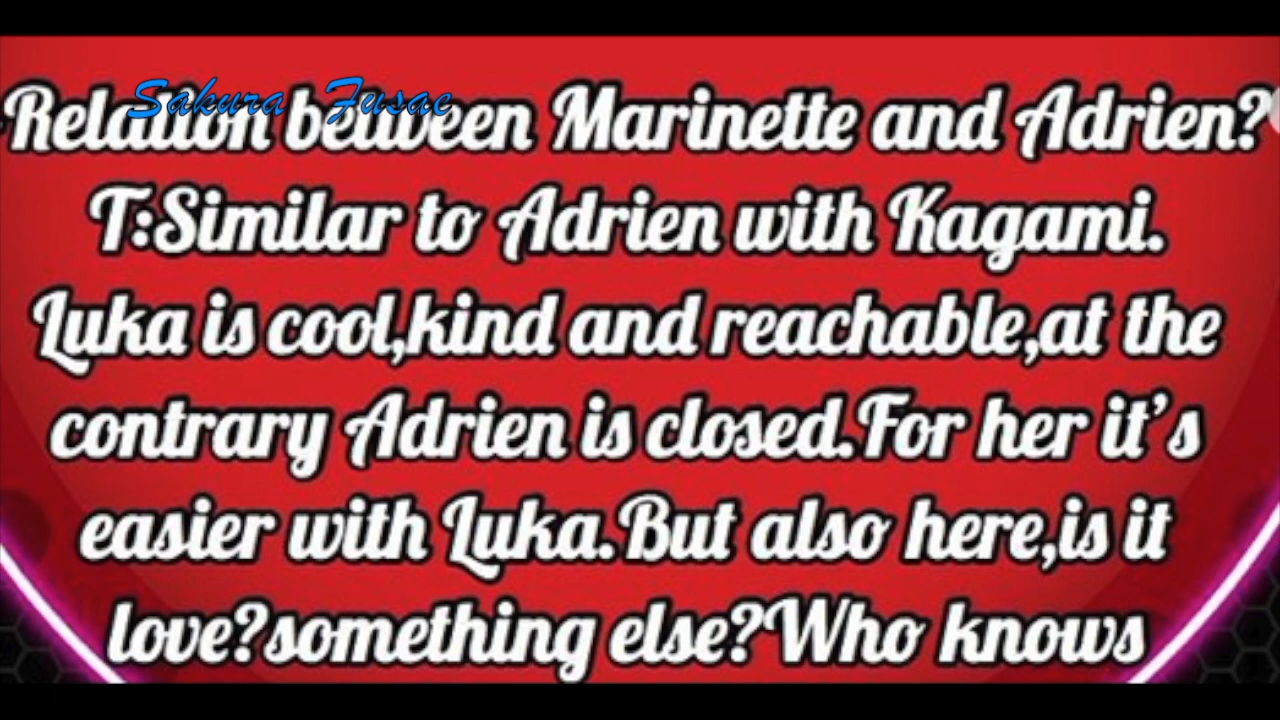 Sakura Fusae
Relation between Marinette and Adrien?
T:Similar to Adrien with Kagami.
Luka is cool,kind and reachable,at the
contrary Adrien is closed.For her it's
easier with Luka.But also here,is it
love?something else?Who knows